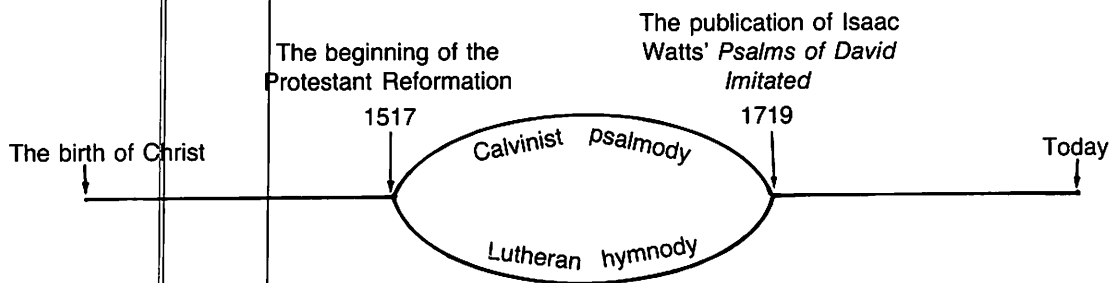 The publication of Isaac
Watts' Psalms of David
Imitated
1719
The beginning of the
Protestant Reformation
1517
The birth of Christ
Calvinist psalmody
Today
Lutheran hymnody